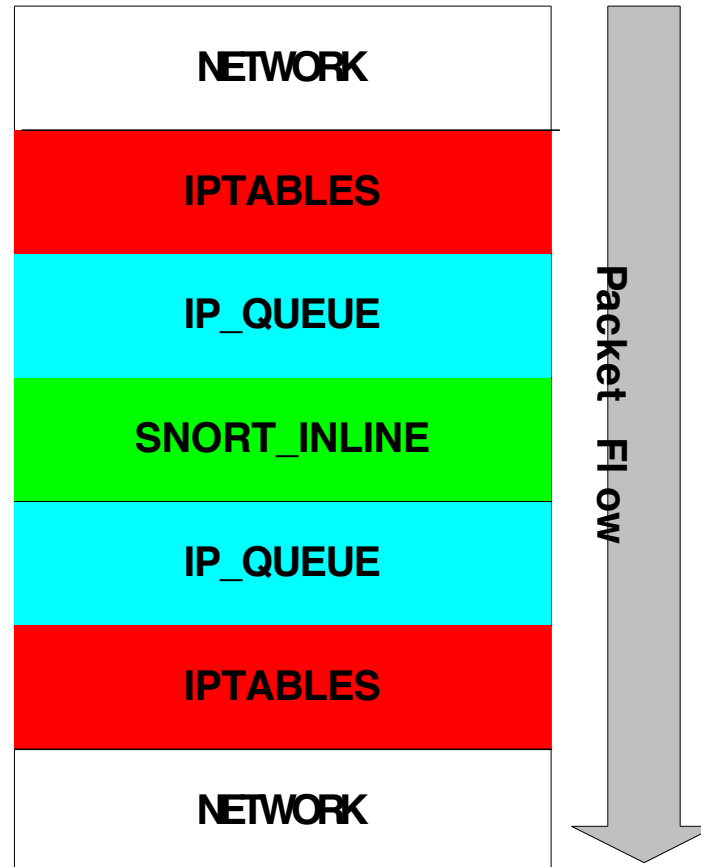 NETWORK
IPTABLES
IP_QUEUE
SNORT_INLINE
IP_QUEUE
IPTABLES
NETWORK
Packet Flow